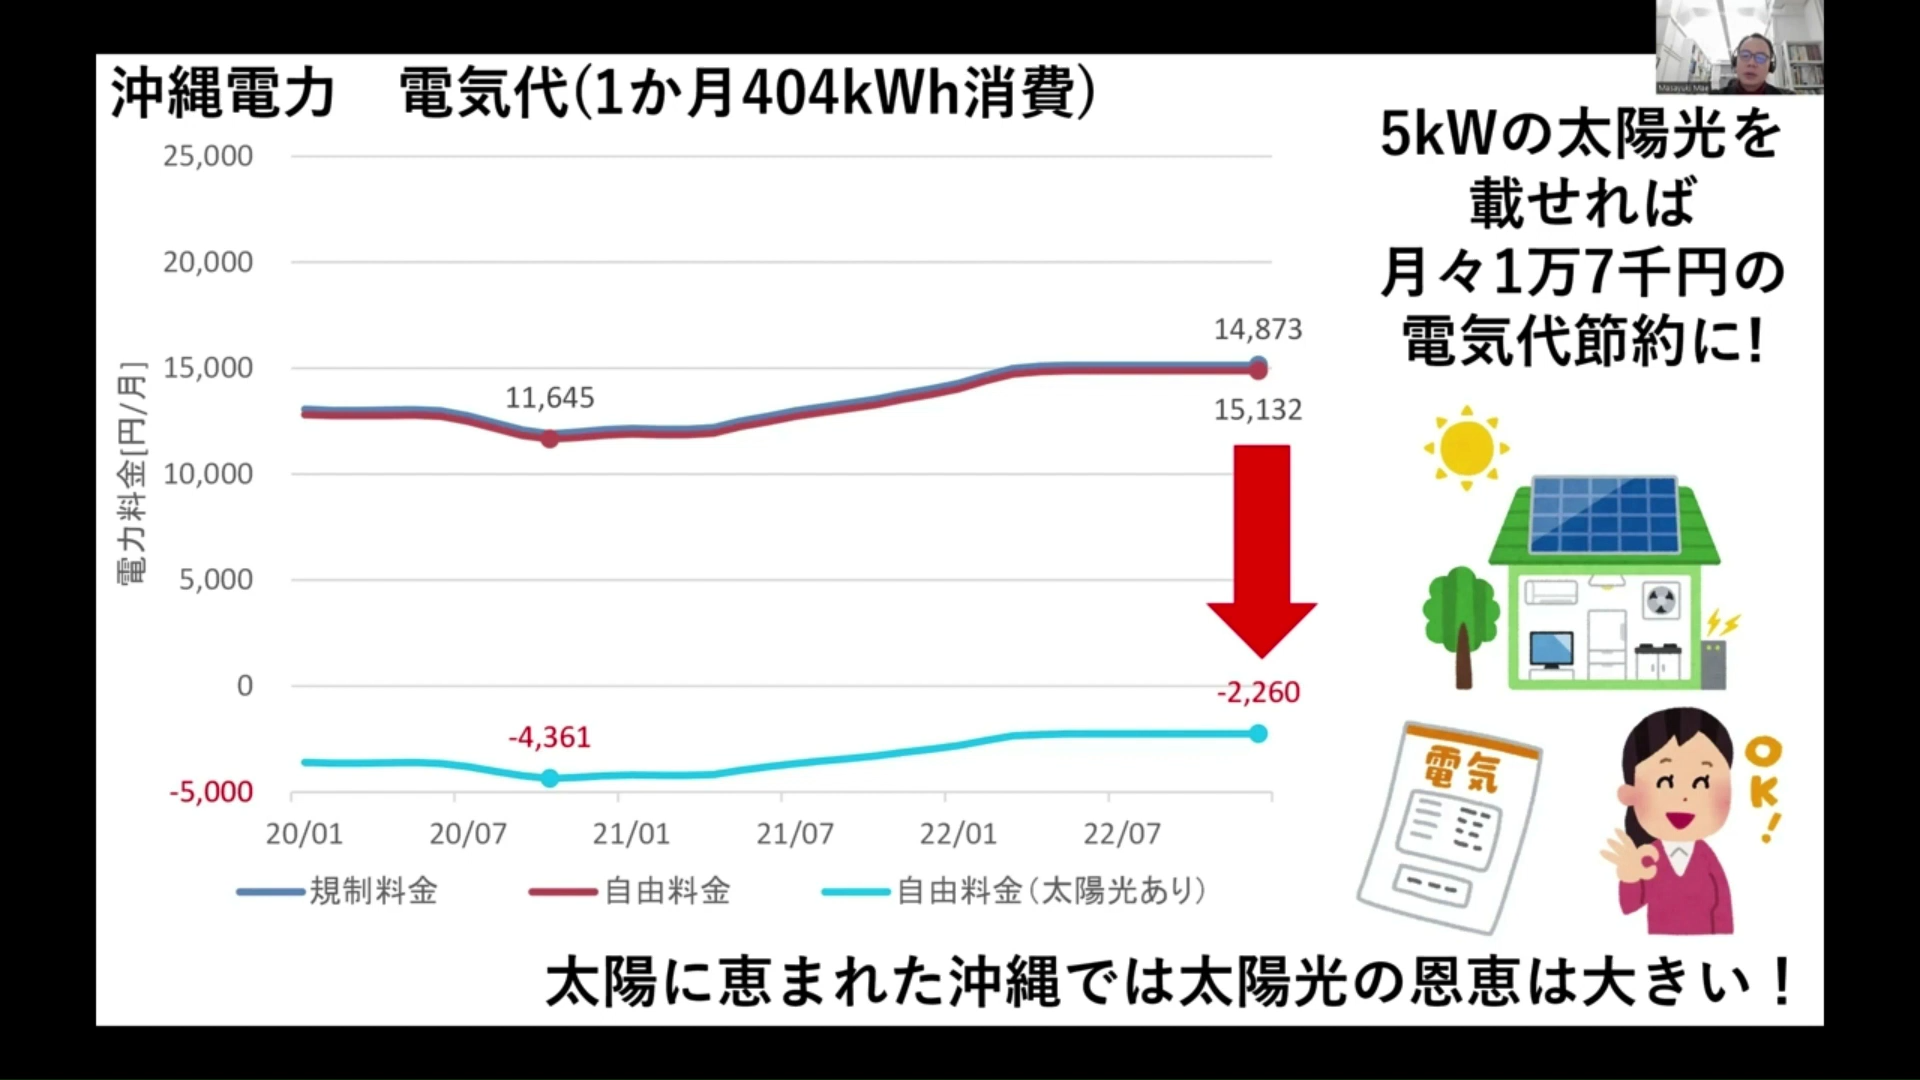 Masayuki Mae
沖縄電力　電気代(1か月404kWh消費)
5kWの太陽光を
載せれば
月々1万7千円の
電気代節約に!
電力料金[円/月]
25,000
20,000
15,000
10,000
5,000
0
-5,000
11,645
14,873
15,132
-4,361
-2,260
20/01
20/07
21/01
21/07
22/01
22/07
規制料金
自由料金
自由料金(太陽光あり)
電気
OK!
太陽に恵まれた沖縄では太陽光の恩恵は大きい！